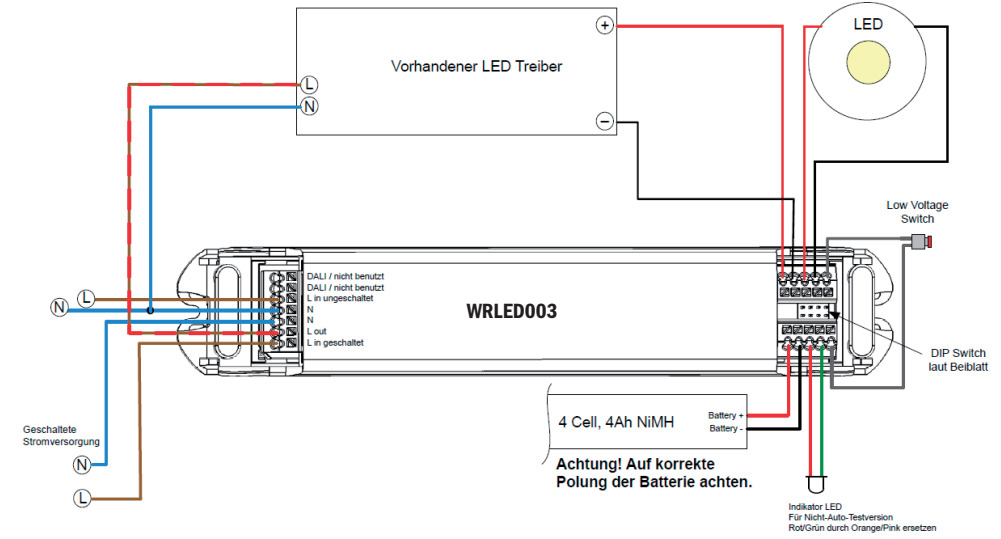 LED
Vorhandener LED Treiber
+
L
N
−
Low Voltage
Switch
DALI / nicht benutzt
DALI / nicht benutzt
L in ungeschaltet
N
N
L out
L in geschaltet
L
N
WRLED003
DIP Switch
laut Beiblatt
Geschaltete
Stromversorgung
N
L
4 Cell, 4Ah NiMH
Battery +
Battery -
Achtung! Auf korrekte
Polung der Batterie achten.
Indikator LED
Für Nicht-Auto-Testversion
Rot/Grün durch Orange/Pink ersetzen